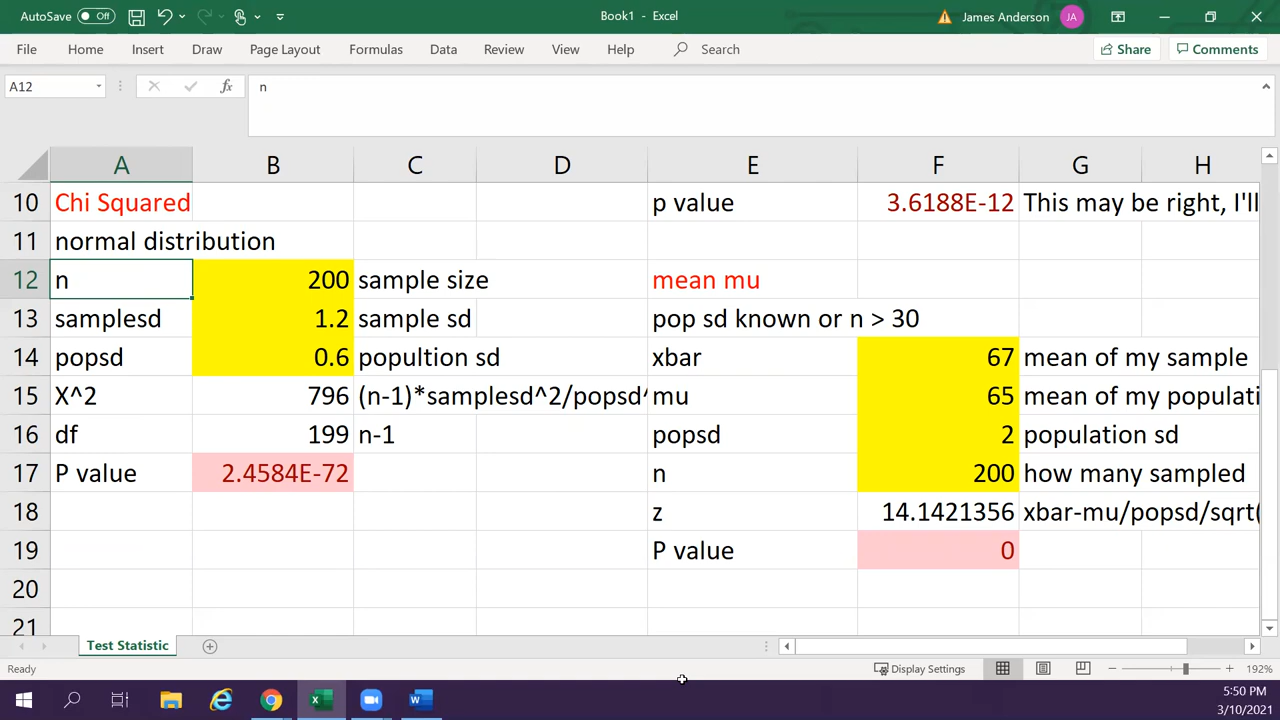 AutoSave Off
Book1 - Excel
James Anderson JA
File Home Insert Draw Page Layout Formulas Data Review View Help Search Share Comments
A12 fx n
A B C D E F G H
10 Chi Squared p value 3.6188E-12 This may be right, I'll
11 normal distribution
12 n 200 sample size mean mu
13 samplesd 1.2 sample sd pop sd known or n > 30
14 popsd 0.6 popultion sd xbar 67 mean of my sample
15 X^2 796 (n-1)*samplesd^2/popsd^ mu 65 mean of my populati
16 df 199 n-1 popsd 2 population sd
17 P value 2.4584E-72 n 200 how many sampled
18 z 14.1421356 xbar-mu/popsd/sqrt(
19 P value 0
20
21
Test Statistic
Ready Display Settings 192%
5:50 PM
3/10/2021